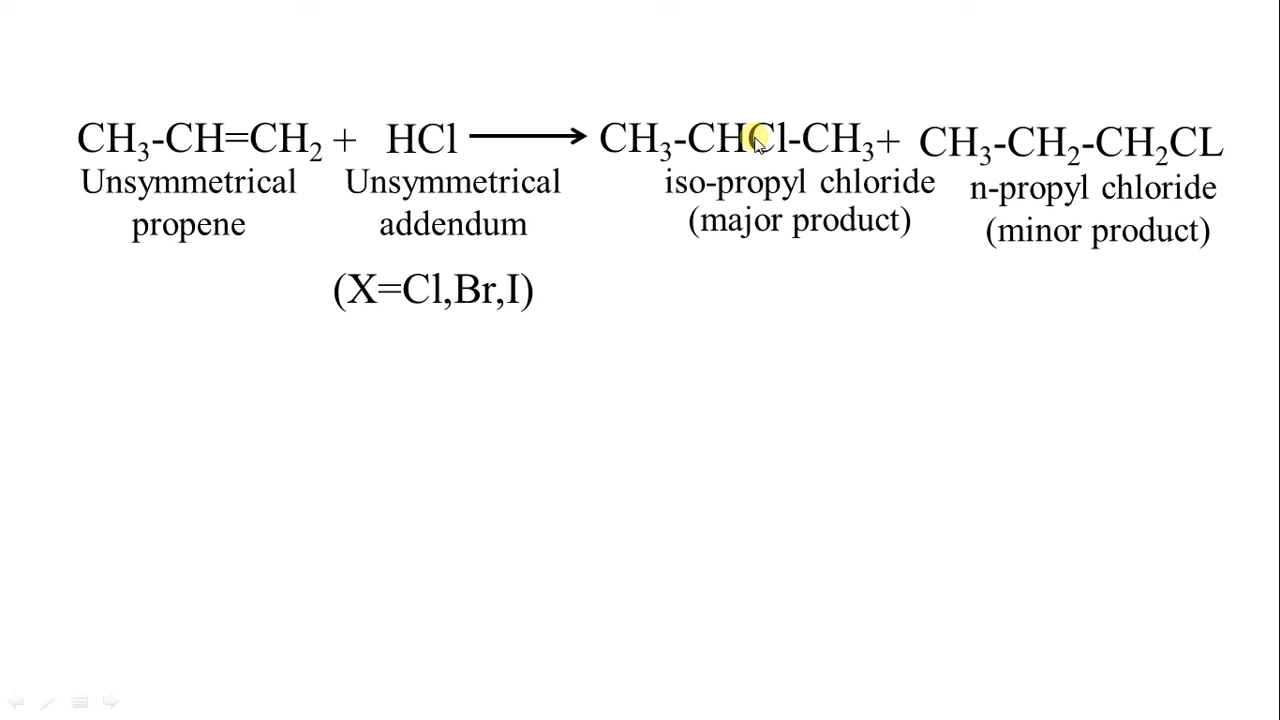 CH₃-CH=CH₂ + HCl ⟶ CH₃-CHCl-CH₃ + CH₃-CH₂-CH₂CL
Unsymmetrical propene
Unsymmetrical addendum
iso-propyl chloride
(major product)
n-propyl chloride
(minor product)
(X=Cl,Br,I)